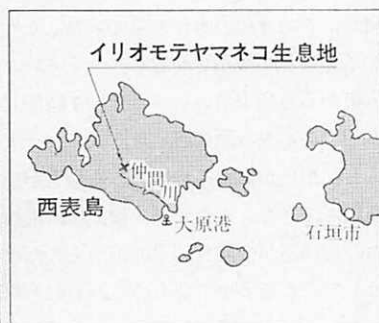 イリオモテヤマネコ生息地
仲間川
西表島
大原港
石垣市